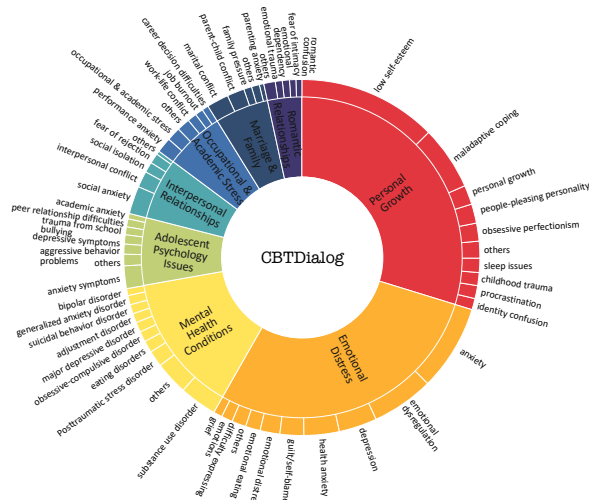 CBTDialog
Personal
Growth
low self-esteem
maladaptive coping
personal growth
people-pleasing personality
obsessive perfectionism
others
sleep issues
childhood trauma
procrastination
identity confusion
Emotional
Distress
anxiety
emotional
dysregulation
depression
health anxiety
guilt/self-blame
emotional distre
emotional eating
others
difficulty expressing
emotions
grief
Mental
Health
Conditions
substance use disorder
others
Posttraumatic stress disorder
eating disorders
obsessive-compulsive disorder
major depressive disorder
adjustment disorder
suicidal behavior disorder
generalized anxiety disorder
bipolar disorder
anxiety symptoms
Adolescent
Psychology
Issues
others
problems
aggressive behavior
depressive symptoms
bullying
trauma from school
peer relationship difficulties
academic anxiety
Interpersonal
Relationships
social anxiety
interpersonal conflict
social isolation
fear of rejection
others
Occupational &
Academic Stress
performance anxiety
occupational & academic stress
others
work-life conflict
job burnout
career decision difficulties
Marriage &
Family
marital conflict
parent-child conflict
family pressure
others
parenting anxiety
Romantic
Relationships
others
emotional trauma
emotional
dependency
fear of intimacy
romantic
confusion